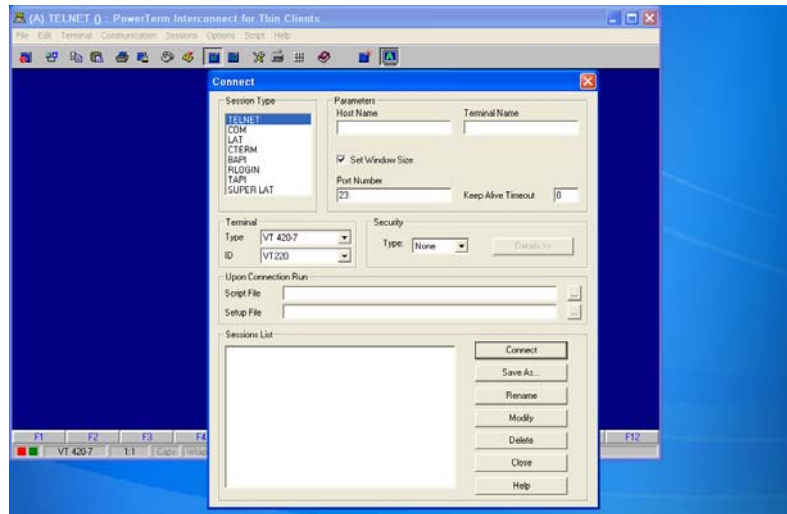 (A) TELNET () : PowerTerm Interconnect for Thin Clients
File Edit Terminal Communication Sessions Options Script Help
Connect
Session Type
TELNET
COM
LAT
CTERM
BAPI
RLOGIN
TAPI
SUPER LAT
Parameters
Host Name Terminal Name
Set Window Size
Port Number
23 Keep Alive Timeout 0
Terminal
Type VT 420-7
ID VT220
Security
Type: None Details >>
Upon Connection Run
Script File ...
Setup File ...
Sessions List
Connect
Save As...
Rename
Modify
Delete
Close
Help
F1 F2 F3 F4 F12
VT 420-7 1:1 Caps Wrap